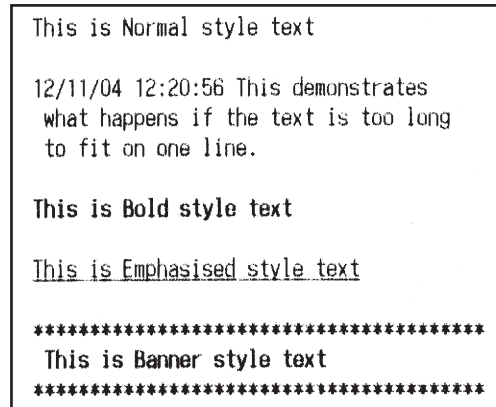 This is Normal style text
12/11/04 12:20:56 This demonstrates
what happens if the text is too long
to fit on one line.
This is Bold style text
This is Emphasised style text
****************************************
This is Banner style text
****************************************